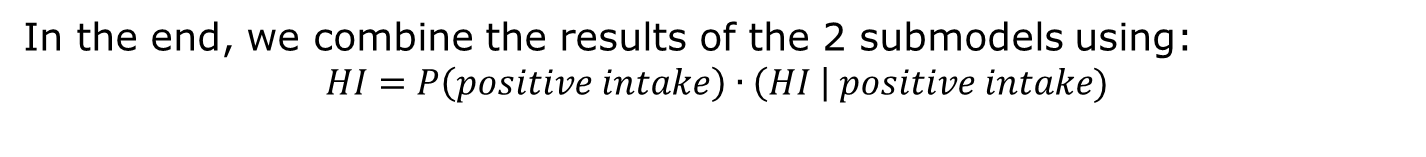 In the end, we combine the results of the 2 submodels using:
HI = P(positive intake) · (HI | positive intake)